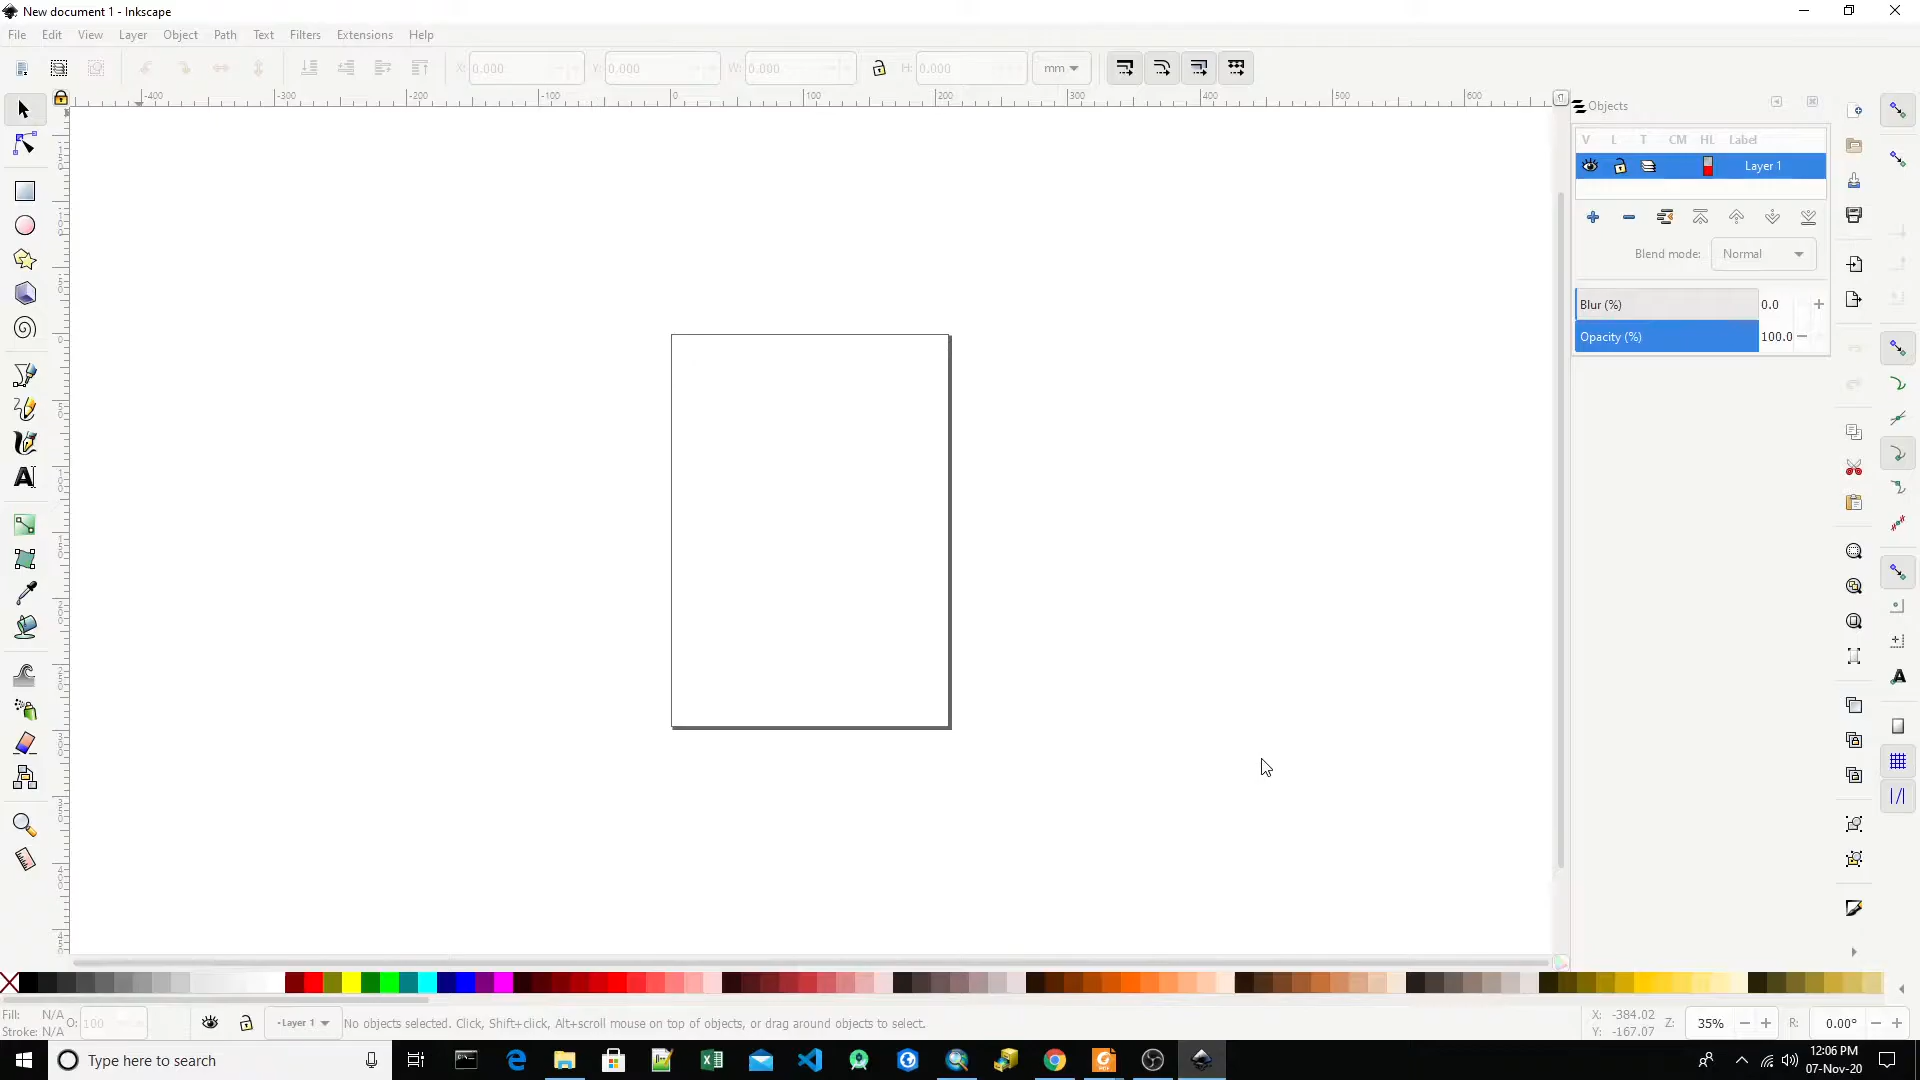 New document 1 - Inkscape
File Edit View Layer Object Path Text Filters Extensions Help
X: 0.000 Y: 0.000 W: 0.000 H: 0.000 mm
-400 -300 -200 -100 0 100 200 300 400 500 600
Objects
V L T CM HL Label
Layer 1
Blend mode: Normal
Blur (%) 0.0
Opacity (%) 100.0
Fill: N/A
Stroke: N/A
O: 100
Layer 1
No objects selected. Click, Shift+click, Alt+scroll mouse on top of objects, or drag around objects to select.
X: -384.02
Y: -167.07
Z: 35%
R: 0.00°
Type here to search
12:06 PM
07-Nov-20